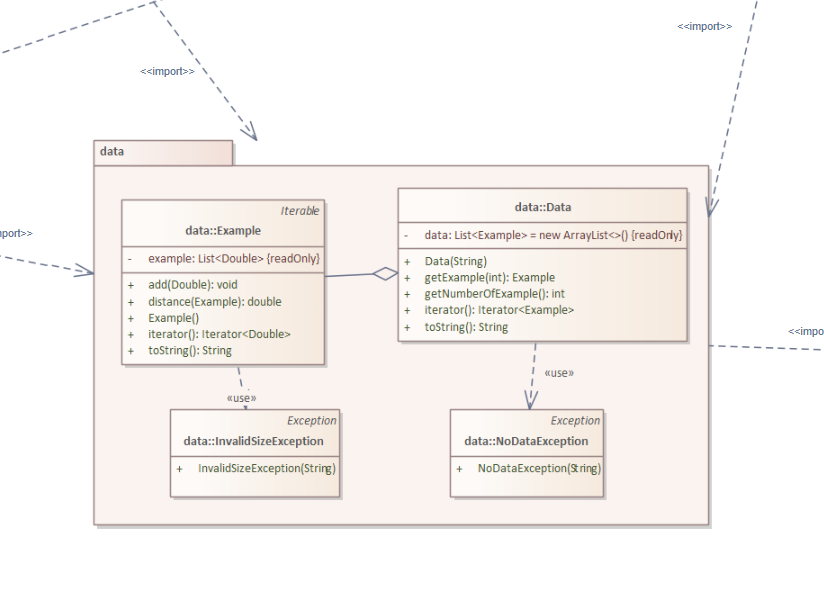 <<import>>
<<import>>
data
Iterable
data::Example
- example: List<Double> {readOnly}
+ add(Double): void
+ distance(Example): double
+ Example()
+ iterator(): Iterator<Double>
+ toString(): String
data::Data
- data: List<Example> = new ArrayList<>() {readOnly}
+ Data(String)
+ getExample(int): Example
+ getNumberOfExample(): int
+ iterator(): Iterator<Example>
+ toString(): String
port>>
<<impo
«use»
«use»
Exception
data::InvalidSizeException
+ InvalidSizeException(String)
Exception
data::NoDataException
+ NoDataException(String)